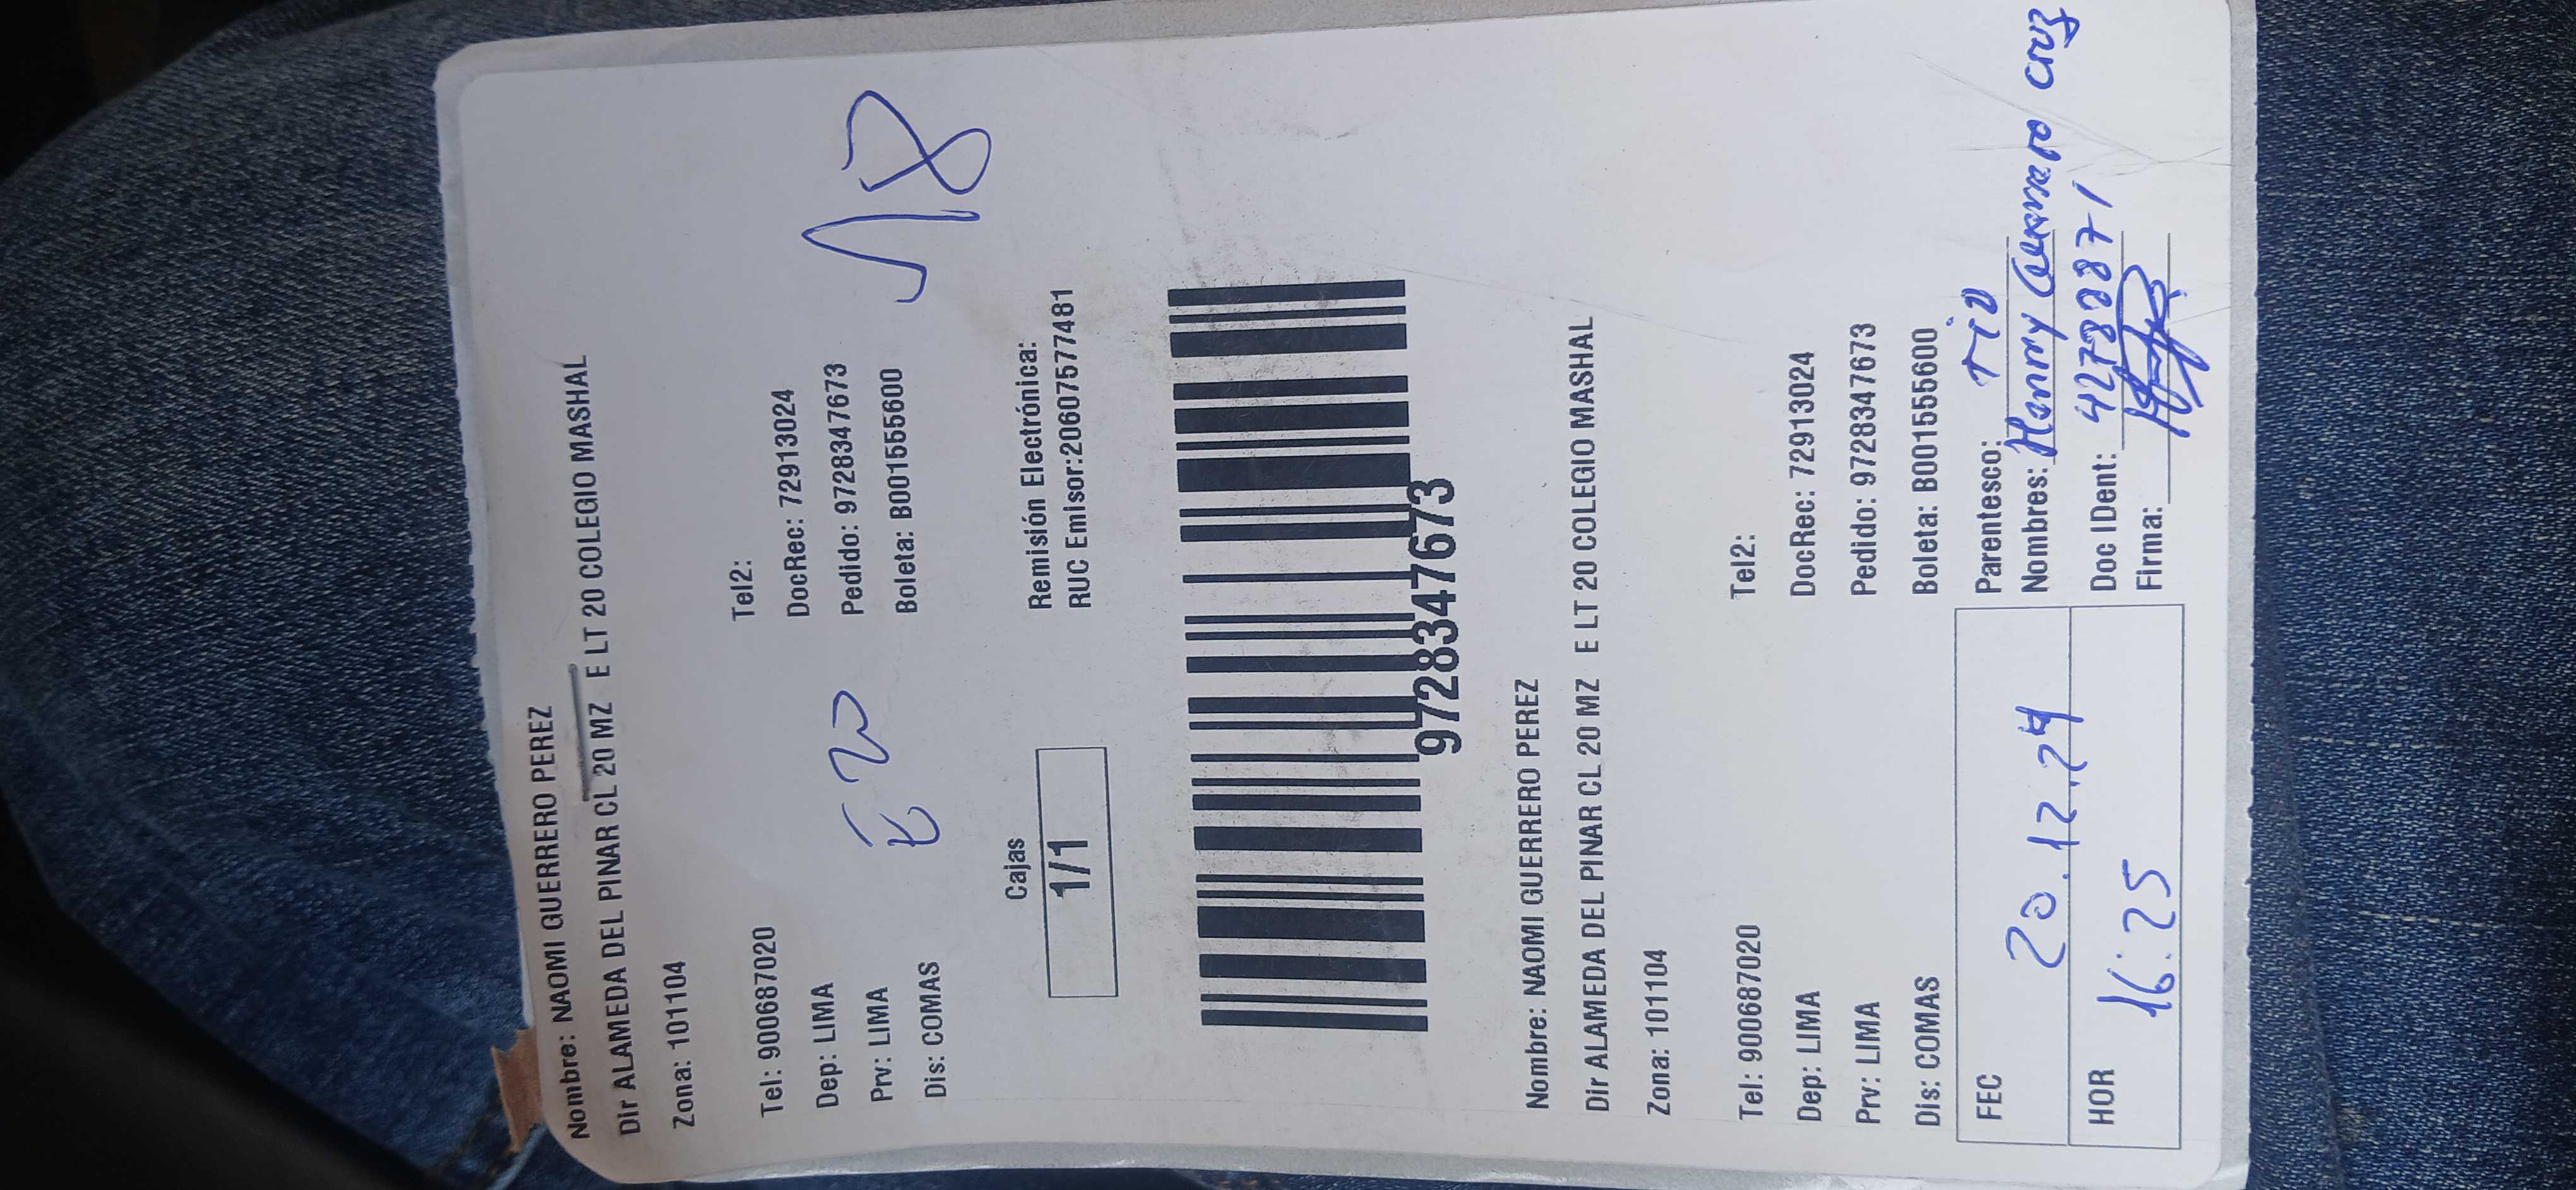 Nombre: NAOMI GUERRERO PEREZ
Dir ALAMEDA DEL PINAR CL 20 MZ E LT 20 COLEGIO MASHAL
Zona: 101104
Tel: 900687020 Tel2:
Dep: LIMA DocRec: 72913024
Prv: LIMA E20 Pedido: 9728347673 18
Dis: COMAS Boleta: B001555600
Cajas Remisión Electrónica:
1/1 RUC Emisor:20607577481
9728347673
Nombre: NAOMI GUERRERO PEREZ
Dir ALAMEDA DEL PINAR CL 20 MZ E LT 20 COLEGIO MASHAL
Zona: 101104
Tel: 900687020 Tel2:
Dep: LIMA DocRec: 72913024
Prv: LIMA Pedido: 9728347673
Dis: COMAS Boleta: B001555600
FEC 20.12.24 Parentesco: Tio
Nombres: Cruz
HOR 16:25 Doc IDent: 42782871
Firma: